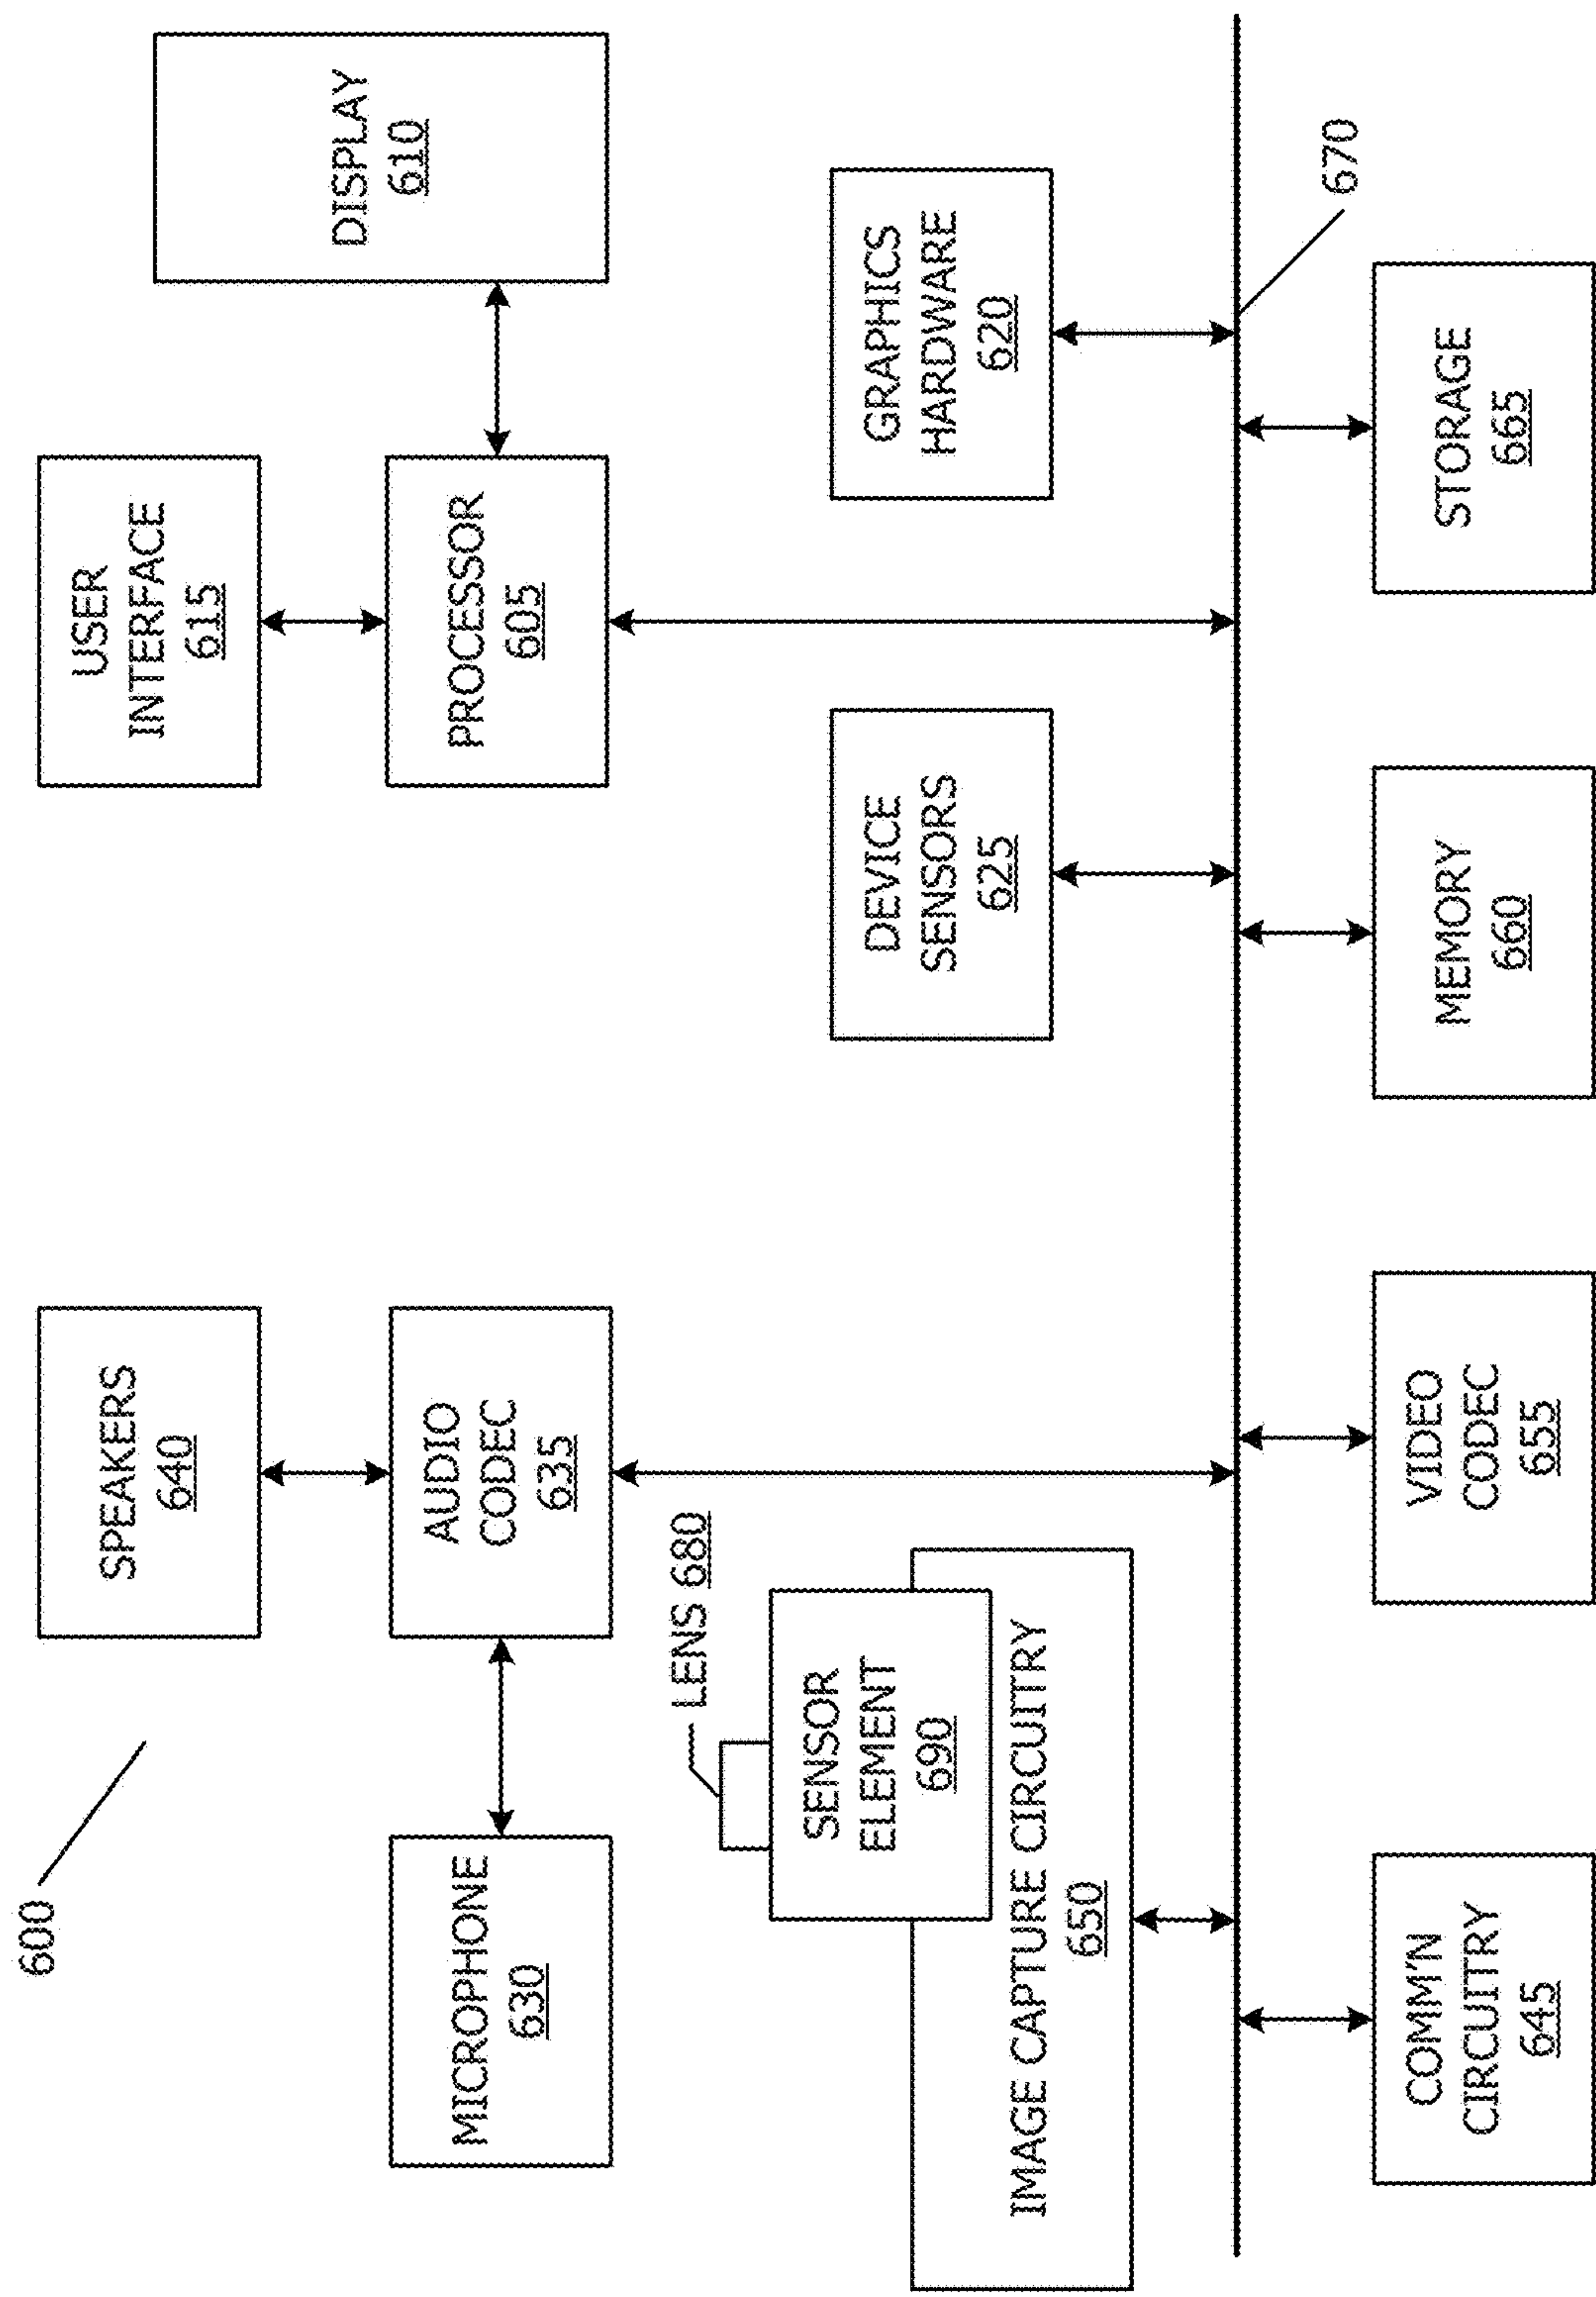 600
SPEAKERS
640
USER
INTERFACE
615
MICROPHONE
630
AUDIO
CODEC
635
PROCESSOR
605
DISPLAY
610
LENS 680
SENSOR
ELEMENT
690
IMAGE CAPTURE CIRCUITRY
650
DEVICE
SENSORS
625
GRAPHICS
HARDWARE
620
670
COMM'N
CIRCUITRY
645
VIDEO
CODEC
655
MEMORY
660
STORAGE
665